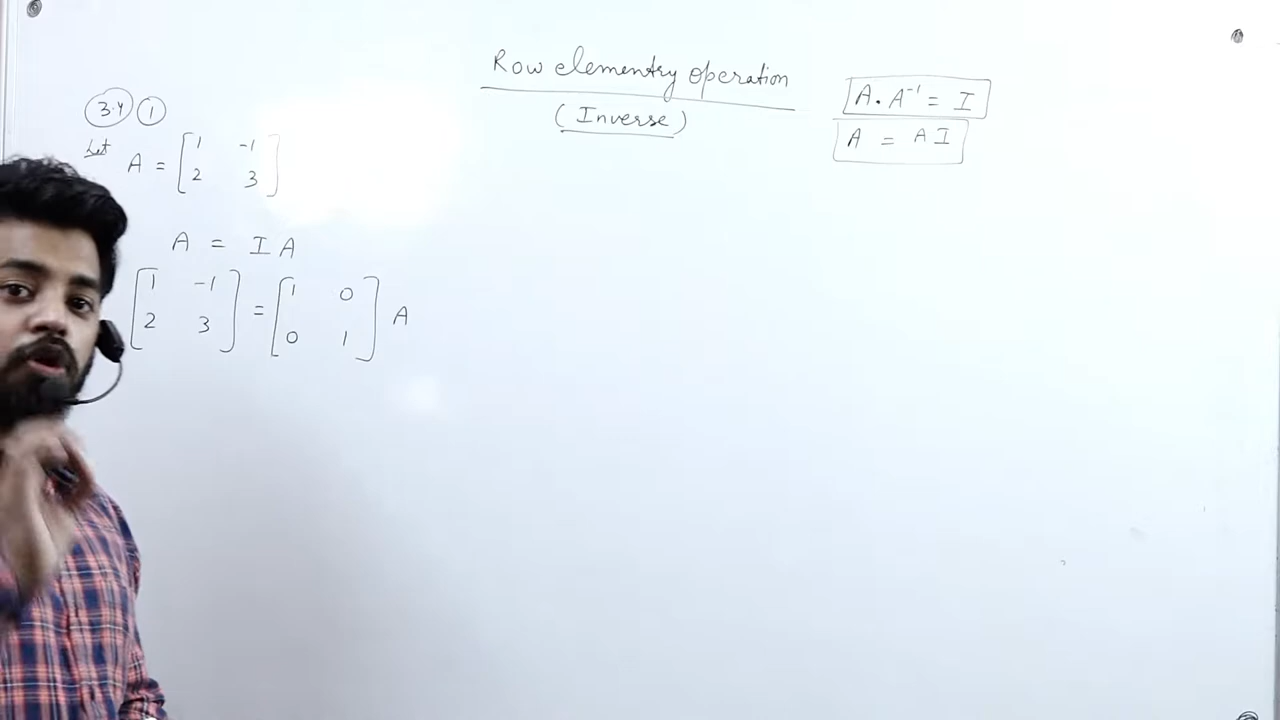 Row elementry operation
(Inverse)
A . A⁻¹ = I
A = A I
3.4 1
Let A = [ 1 -1
2 3 ]
A = I A
[ 1 -1 ] = [ 1 0 ] A
[ 2 3 ] [ 0 1 ]